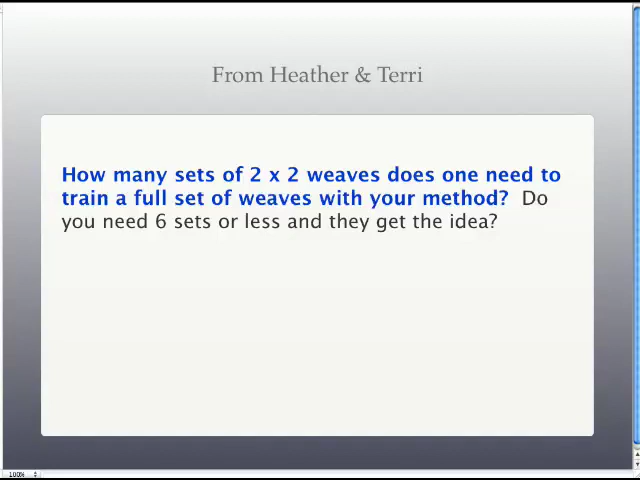 From Heather & Terri
How many sets of 2 x 2 weaves does one need to
train a full set of weaves with your method? Do
you need 6 sets or less and they get the idea?
100%